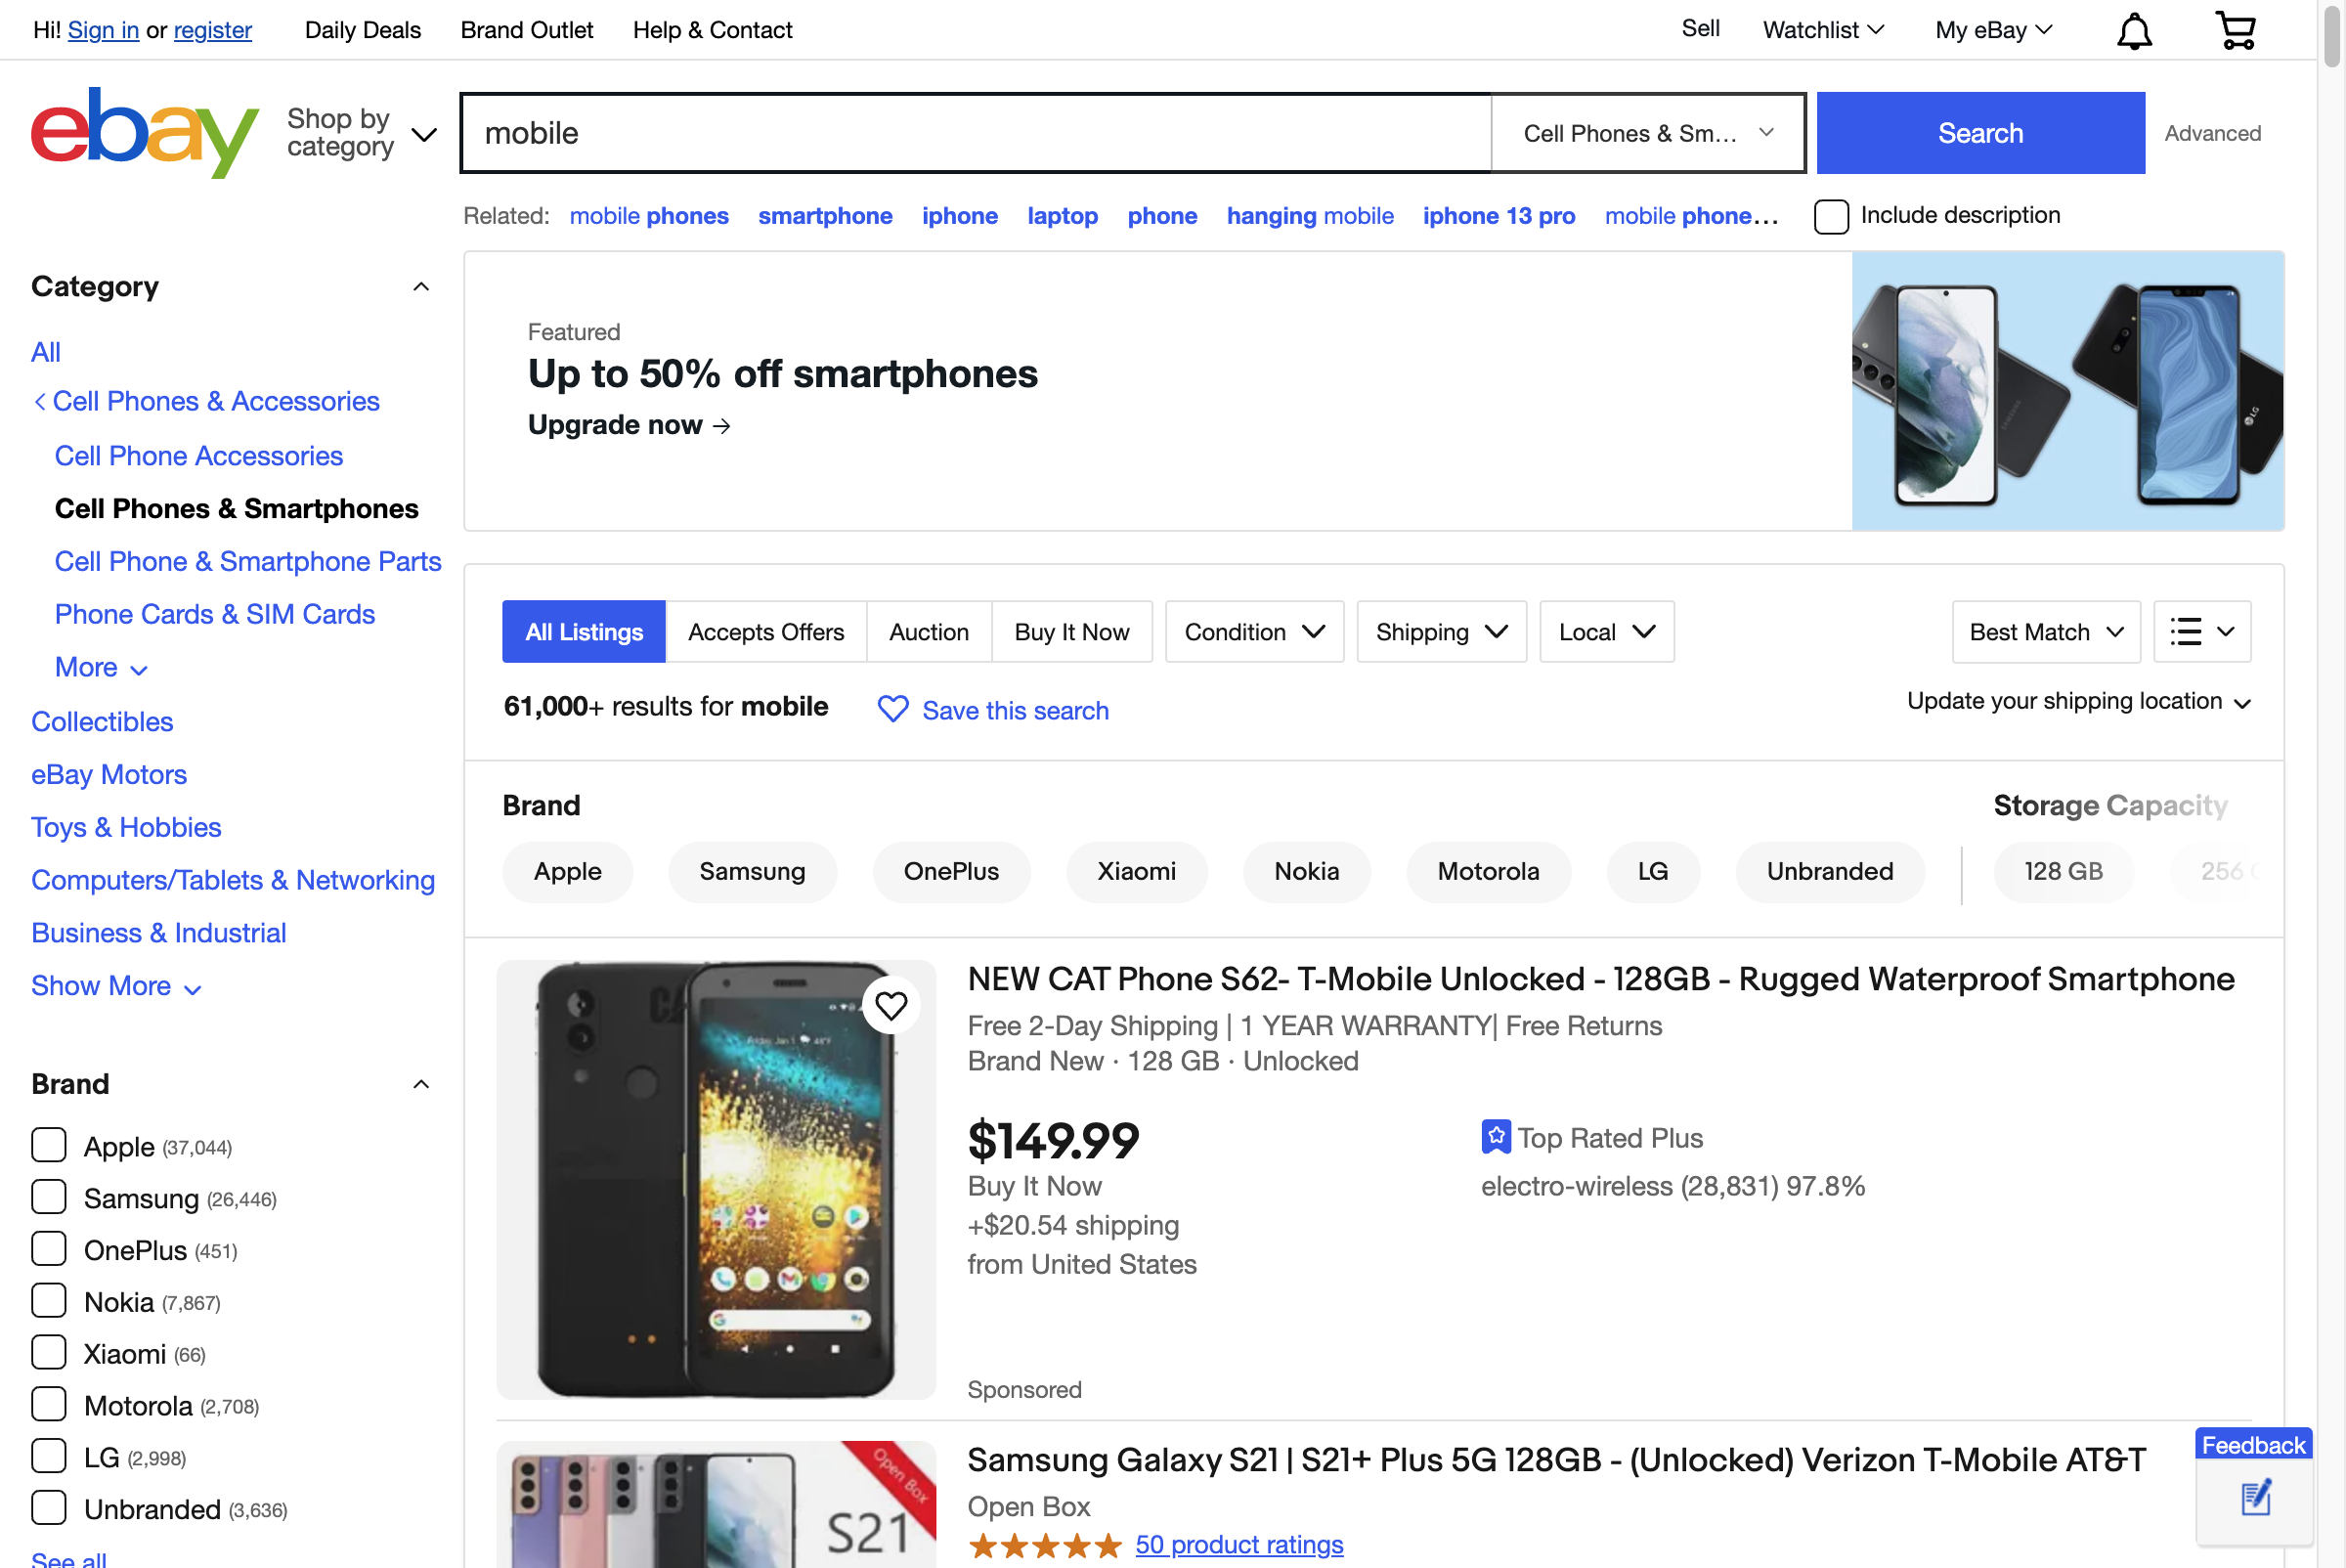 Hi! Sign in or register
Daily Deals
Brand Outlet
Help & Contact
Sell
Watchlist
My eBay
ebay
Shop by category
mobile
Cell Phones & Sm...
Search
Advanced
Related:
mobile phones
smartphone
iphone
laptop
phone
hanging mobile
iphone 13 pro
mobile phone...
Include description
Category
All
Cell Phones & Accessories
Cell Phone Accessories
Cell Phones & Smartphones
Cell Phone & Smartphone Parts
Phone Cards & SIM Cards
More
Collectibles
eBay Motors
Toys & Hobbies
Computers/Tablets & Networking
Business & Industrial
Show More
Brand
Apple (37,044)
Samsung (26,446)
OnePlus (451)
Nokia (7,867)
Xiaomi (66)
Motorola (2,708)
LG (2,998)
Unbranded (3,636)
See all
Featured
Up to 50% off smartphones
Upgrade now
SAMSUNG
LG
All Listings
Accepts Offers
Auction
Buy It Now
Condition
Shipping
Local
Best Match
61,000+ results for mobile
Save this search
Update your shipping location
Brand
Storage Capacity
Apple
Samsung
OnePlus
Xiaomi
Nokia
Motorola
LG
Unbranded
128 GB
256 G
NEW CAT Phone S62- T-Mobile Unlocked - 128GB - Rugged Waterproof Smartphone
Free 2-Day Shipping | 1 YEAR WARRANTY| Free Returns
Brand New · 128 GB · Unlocked
$149.99
Top Rated Plus
Buy It Now
electro-wireless (28,831) 97.8%
+$20.54 shipping
from United States
Sponsored
Open Box
S21
Samsung Galaxy S21 | S21+ Plus 5G 128GB - (Unlocked) Verizon T-Mobile AT&T
Open Box
50 product ratings
Feedback